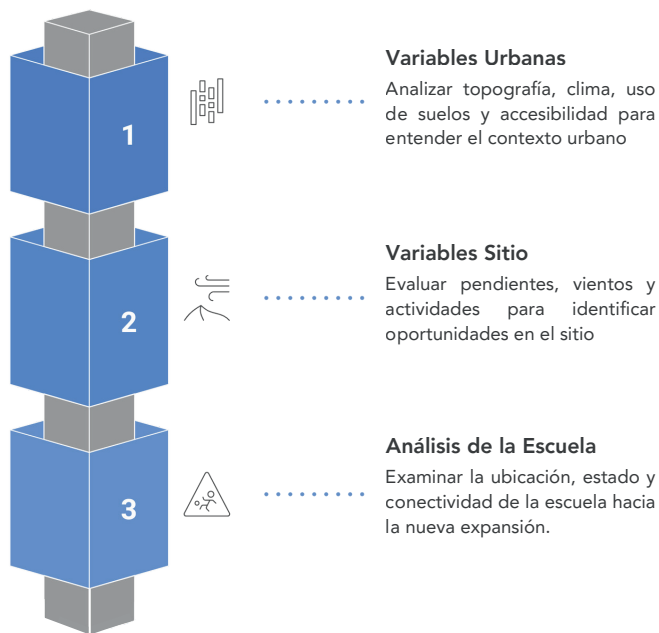 Variables Urbanas
Analizar topografía, clima, uso
de suelos y accesibilidad para
entender el contexto urbano
1
Variables Sitio
Evaluar pendientes, vientos y
actividades para identificar
oportunidades en el sitio
2
Análisis de la Escuela
Examinar la ubicación, estado y
conectividad de la escuela hacia
la nueva expansión.
3